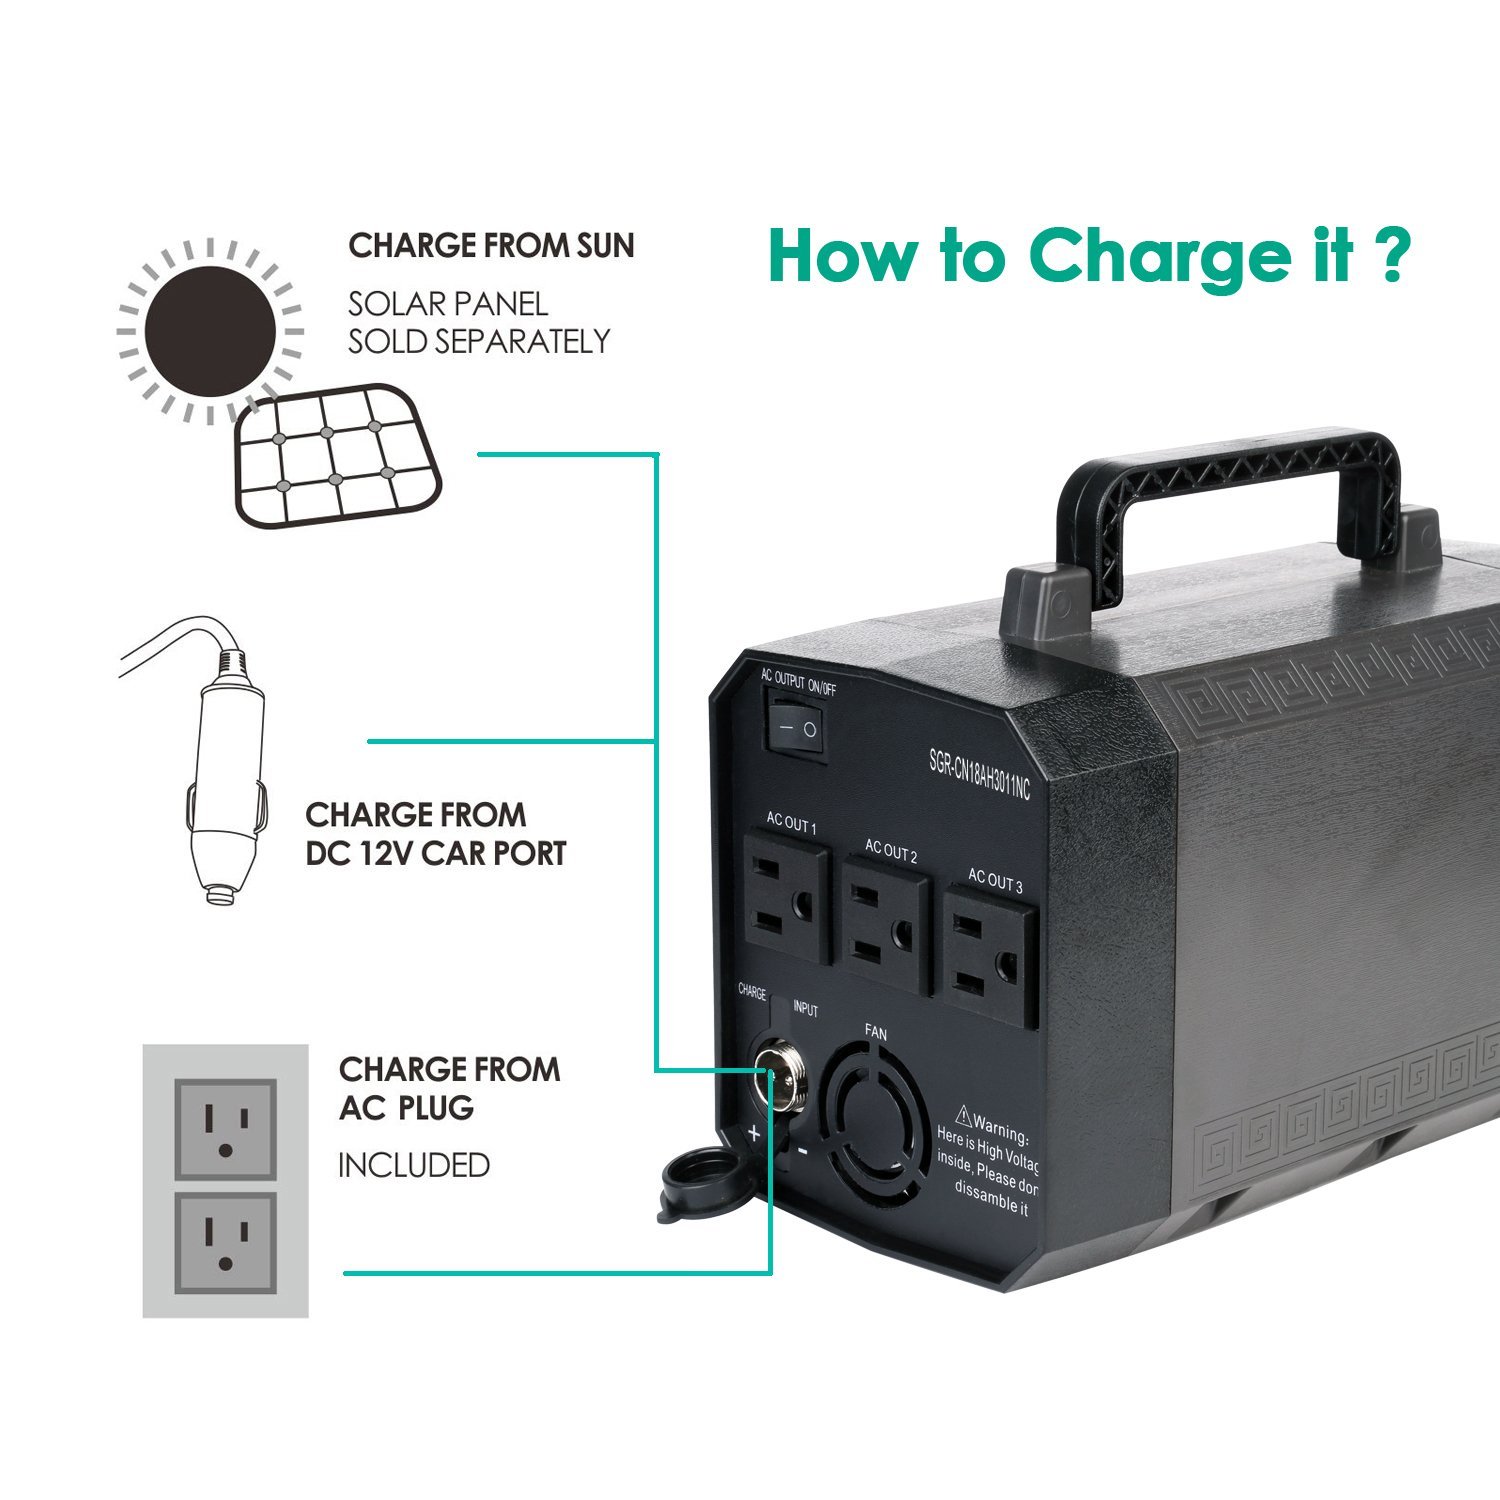 How to Charge it ?
CHARGE FROM SUN
SOLAR PANEL
SOLD SEPARATELY
CHARGE FROM
DC 12V CAR PORT
CHARGE FROM
AC PLUG
INCLUDED
AC OUTPUT ON/OFF
SGR-CN18AH3011NC
AC OUT 1
AC OUT 2
AC OUT 3
CHARGE INPUT
FAN
+ -
⚠Warning:
Here is High Voltag
inside, Please don
dissamble it